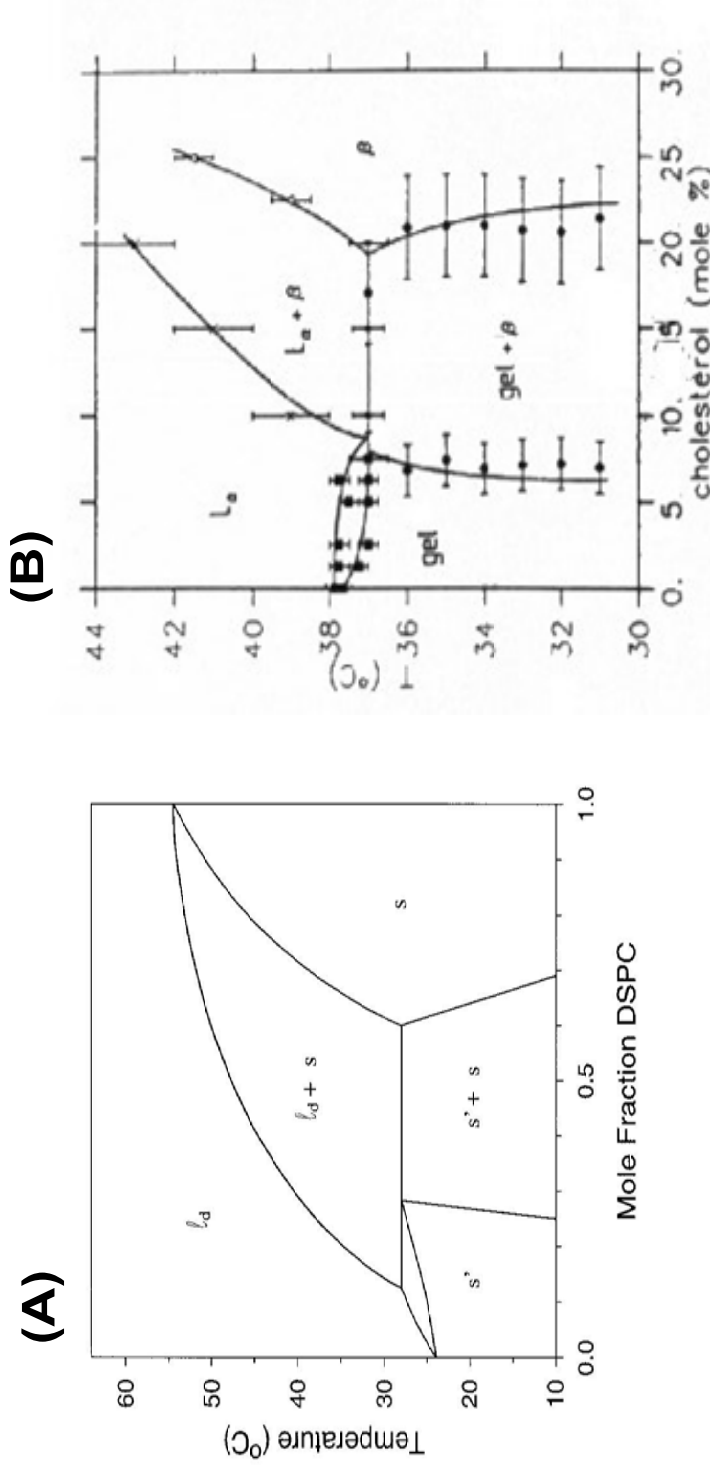 (A)
60
50
40
30
20
10
Temperature (°C)
ℓd
ℓd + s
s' + s
s'
s
0.0
0.5
1.0
Mole Fraction DSPC
(B)
44
42
40
38
36
34
32
30
T
(°C)
Lα
Lα + β
β
gel
gel + β
0.
5.
10.
15
20.
25
30.
cholesterol (mole %)